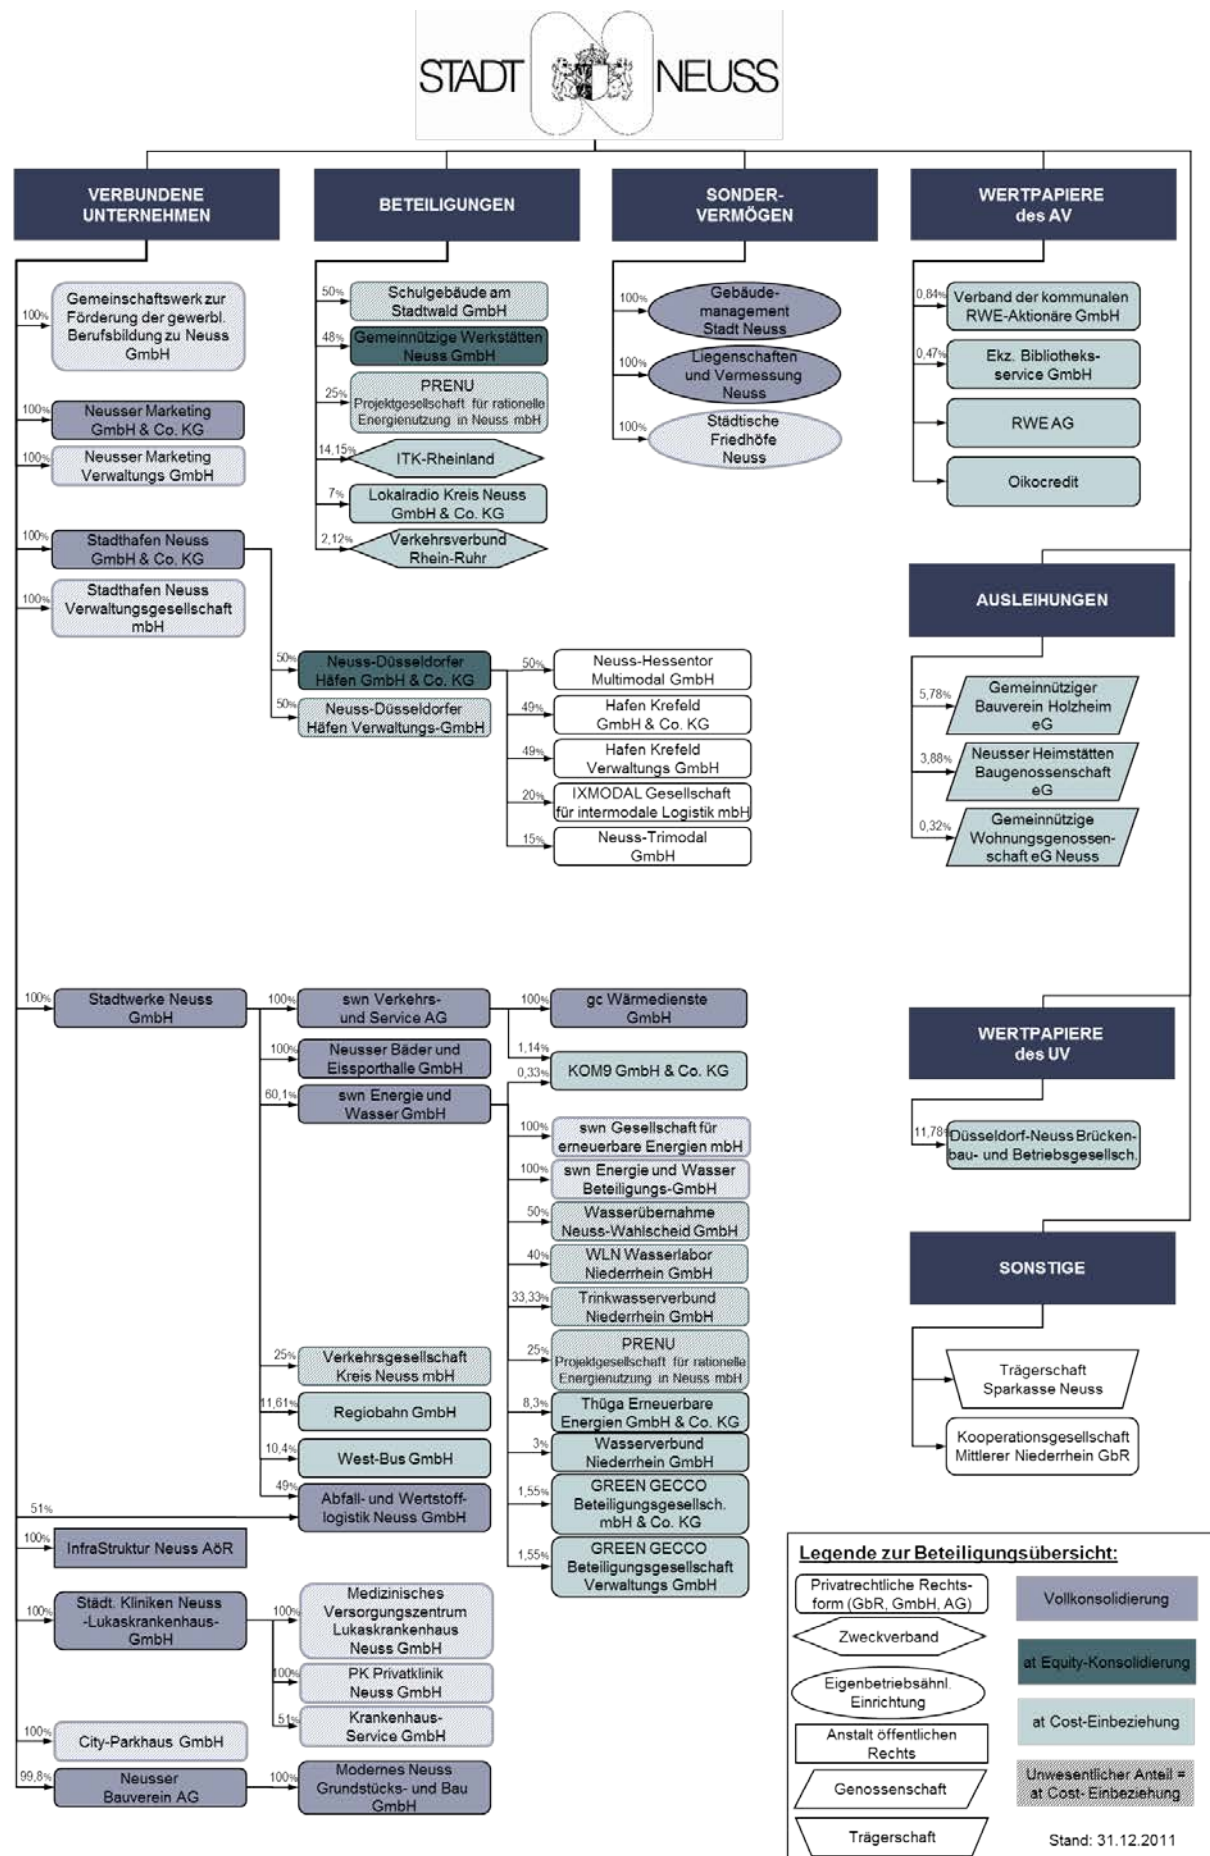 STADT NEUSS
VERBUNDENE
UNTERNEHMEN
100%
Gemeinschaftswerk zur
Förderung der gewerbl.
Berufsbildung zu Neuss
GmbH
100%
Neusser Marketing
GmbH & Co. KG
100%
Neusser Marketing
Verwaltungs GmbH
100%
Stadthafen Neuss
GmbH & Co. KG
100%
Stadthafen Neuss
Verwaltungsgesellschaft
mbH
50%
Neuss-Düsseldorfer
Häfen GmbH & Co. KG
50%
Neuss-Düsseldorfer
Häfen Verwaltungs-GmbH
50%
Neuss-Hessentor
Multimodal GmbH
49%
Hafen Krefeld
GmbH & Co. KG
49%
Hafen Krefeld
Verwaltungs GmbH
20%
IXMODAL Gesellschaft
für intermodale Logistik mbH
15%
Neuss-Trimodal
GmbH
BETEILIGUNGEN
50%
Schulgebäude am
Stadtwald GmbH
48%
Gemeinnützige Werkstätten
Neuss GmbH
25%
PRENU
Projektgesellschaft für rationelle
Energienutzung in Neuss mbH
14,15%
ITK-Rheinland
7%
Lokalradio Kreis Neuss
GmbH & Co. KG
2,12%
Verkehrsverbund
Rhein-Ruhr
SONDER-
VERMÖGEN
100%
Gebäude-
management
Stadt Neuss
100%
Liegenschaften
und Vermessung
Neuss
100%
Städtische
Friedhöfe
Neuss
WERTPAPIERE
des AV
0,84%
Verband der kommunalen
RWE-Aktionäre GmbH
0,47%
Ekz. Bibliotheks-
service GmbH
RWE AG
Oikocredit
AUSLEIHUNGEN
5,78%
Gemeinnütziger
Bauverein Holzheim
eG
3,88%
Neusser Heimstätten
Baugenossenschaft
eG
0,32%
Gemeinnützige
Wohnungsgenossen-
schaft eG Neuss
100%
Stadtwerke Neuss
GmbH
100%
swn Verkehrs-
und Service AG
100%
Neusser Bäder und
Eissporthalle GmbH
60,1%
swn Energie und
Wasser GmbH
25%
Verkehrsgesellschaft
Kreis Neuss mbH
11,61%
Regiobahn GmbH
10,4%
West-Bus GmbH
49%
Abfall- und Wertstoff-
logistik Neuss GmbH
100%
gc Wärmedienste
GmbH
1,14%
0,33%
KOM9 GmbH & Co. KG
100%
swn Gesellschaft für
erneuerbare Energien mbH
100%
swn Energie und Wasser
Beteiligungs-GmbH
50%
Wasserübernahme
Neuss-Wahlscheid GmbH
40%
WLN Wasserlabor
Niederrhein GmbH
33,33%
Trinkwasserverbund
Niederrhein GmbH
25%
PRENU
Projektgesellschaft für rationelle
Energienutzung in Neuss mbH
8,3%
Thüga Erneuerbare
Energien GmbH & Co. KG
3%
Wasserverbund
Niederrhein GmbH
1,55%
GREEN GECCO
Beteiligungsgesellsch.
mbH & Co. KG
1,55%
GREEN GECCO
Beteiligungsgesellschaft
Verwaltungs GmbH
51%
100%
InfraStruktur Neuss AöR
100%
Städt. Kliniken Neuss
-Lukaskrankenhaus-
GmbH
100%
Medizinisches
Versorgungszentrum
Lukaskrankenhaus
Neuss GmbH
100%
PK Privatklinik
Neuss GmbH
51%
Krankenhaus-
Service GmbH
100%
City-Parkhaus GmbH
99,8%
Neusser
Bauverein AG
100%
Modernes Neuss
Grundstücks- und Bau
GmbH
WERTPAPIERE
des UV
11,78%
Düsseldorf-Neuss Brücken-
bau- und Betriebsgesellsch.
SONSTIGE
Trägerschaft
Sparkasse Neuss
Kooperationsgesellschaft
Mittlerer Niederrhein GbR
Legende zur Beteiligungsübersicht:
Privatrechtliche Rechts-
form (GbR, GmbH, AG)
Zweckverband
Eigenbetriebsähnl.
Einrichtung
Anstalt öffentlichen
Rechts
Genossenschaft
Trägerschaft
Vollkonsolidierung
at Equity-Konsolidierung
at Cost-Einbeziehung
Unwesentlicher Anteil =
at Cost- Einbeziehung
Stand: 31.12.2011